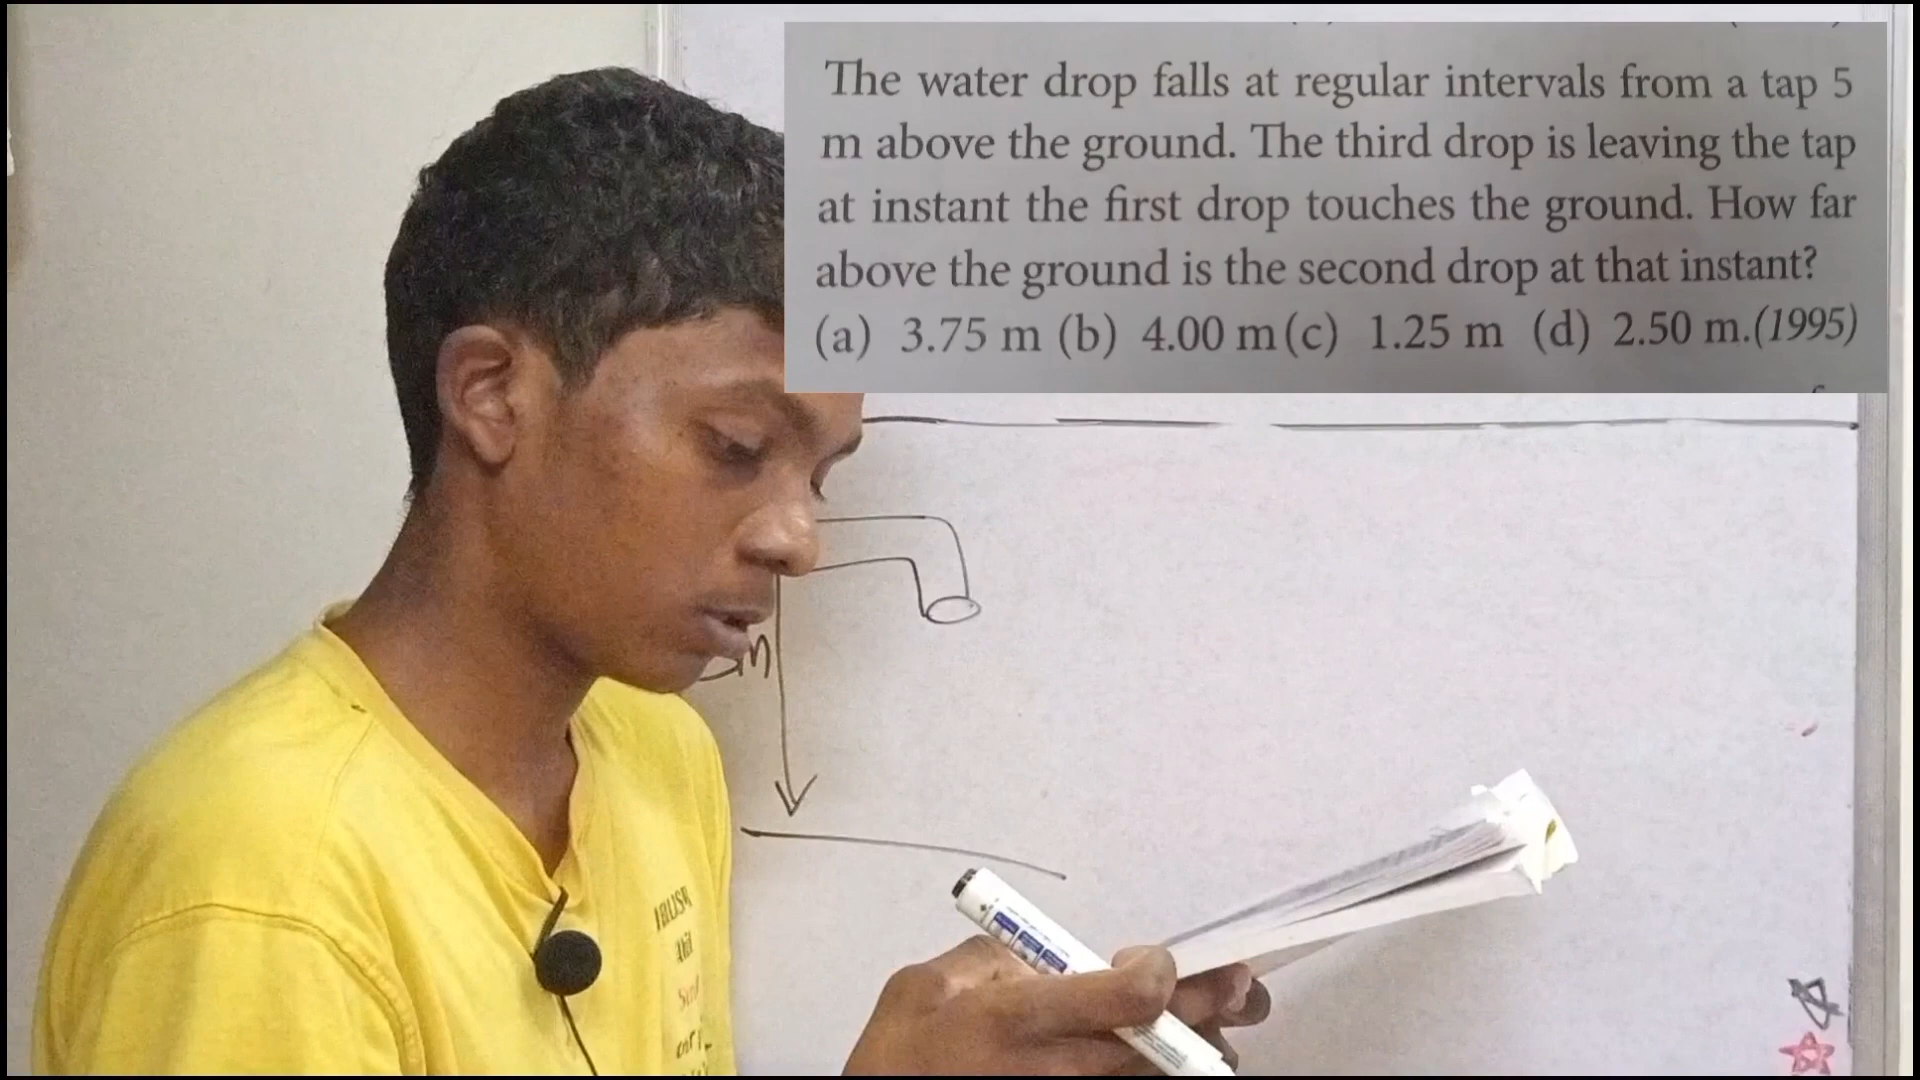 The water drop falls at regular intervals from a tap 5
m above the ground. The third drop is leaving the tap
at instant the first drop touches the ground. How far
above the ground is the second drop at that instant?
(a) 3.75 m (b) 4.00 m (c) 1.25 m (d) 2.50 m. (1995)
m